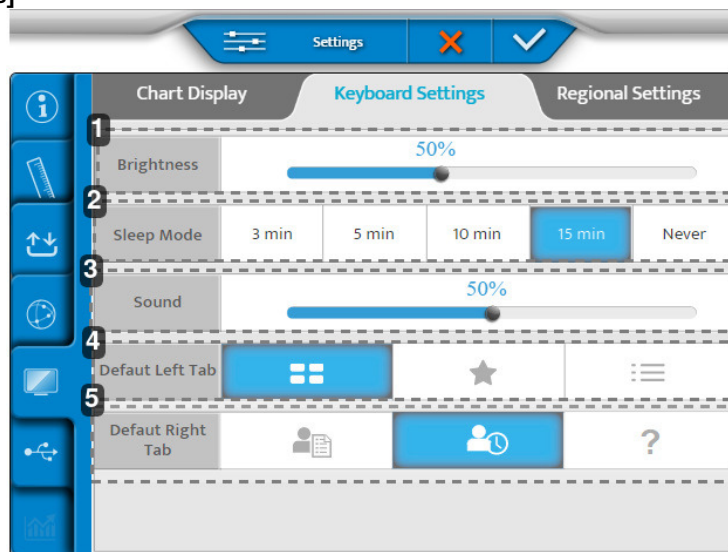 Settings
Chart Display Keyboard Settings Regional Settings
1
50%
Brightness
2
Sleep Mode 3 min 5 min 10 min 15 min Never
3
50%
Sound
4
Defaut Left Tab
5
Defaut Right
Tab
?